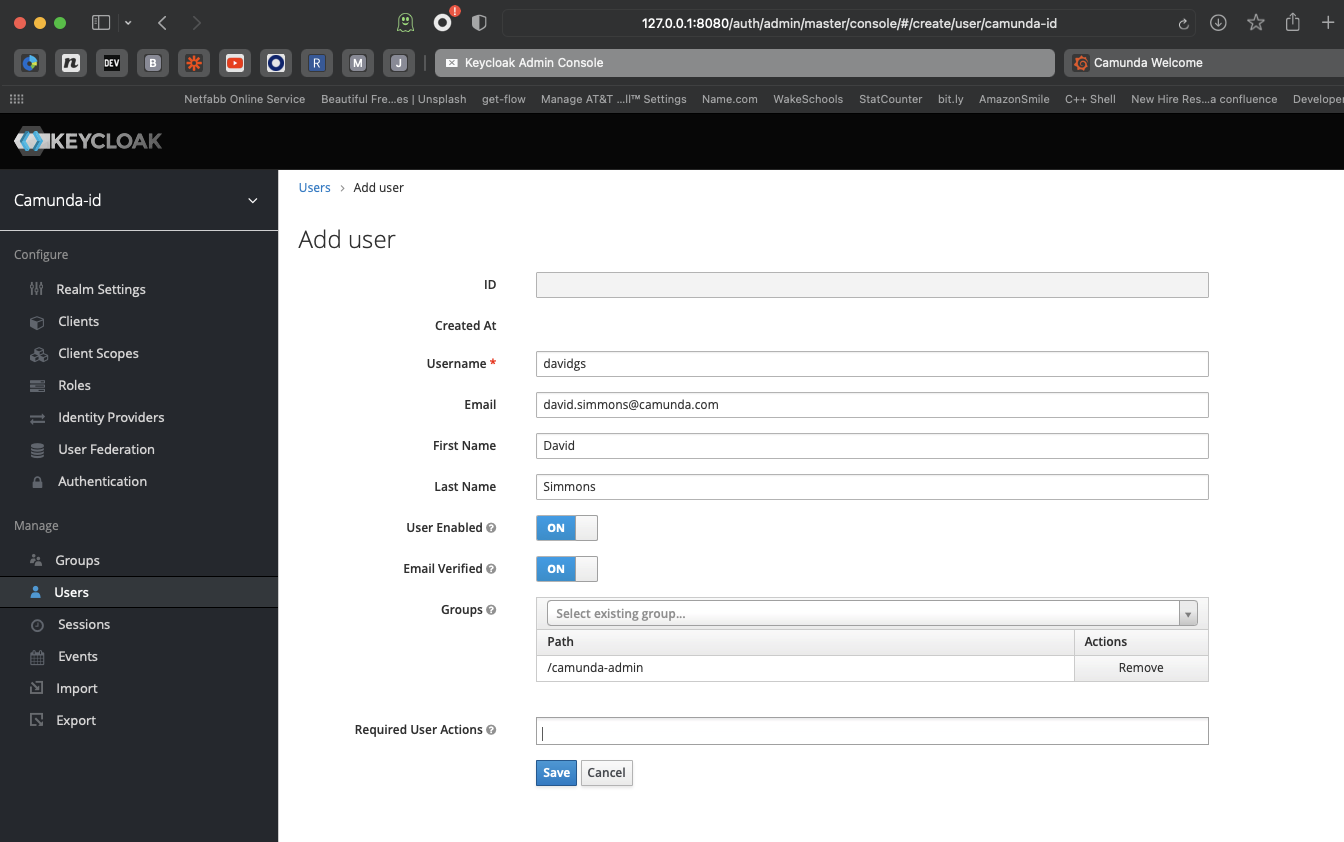 127.0.0.1:8080/auth/admin/master/console/#/create/user/camunda-id
!
n DEV B R M J Keycloak Admin Console Camunda Welcome
Netfabb Online Service Beautiful Fre...es | Unsplash get-flow Manage AT&T ...ll™ Settings Name.com WakeSchools StatCounter bit.ly AmazonSmile C++ Shell New Hire Res...a confluence Developer
KEYCLOAK
Camunda-id
Users › Add user
Add user
Configure
Realm Settings
Clients
Client Scopes
Roles
Identity Providers
User Federation
Authentication
Manage
Groups
Users
Sessions
Events
Import
Export
ID
Created At
Username * davidgs
Email david.simmons@camunda.com
First Name David
Last Name Simmons
User Enabled ? ON
Email Verified ? ON
Groups ? Select existing group...
Path Actions
/camunda-admin Remove
Required User Actions ?
Save Cancel